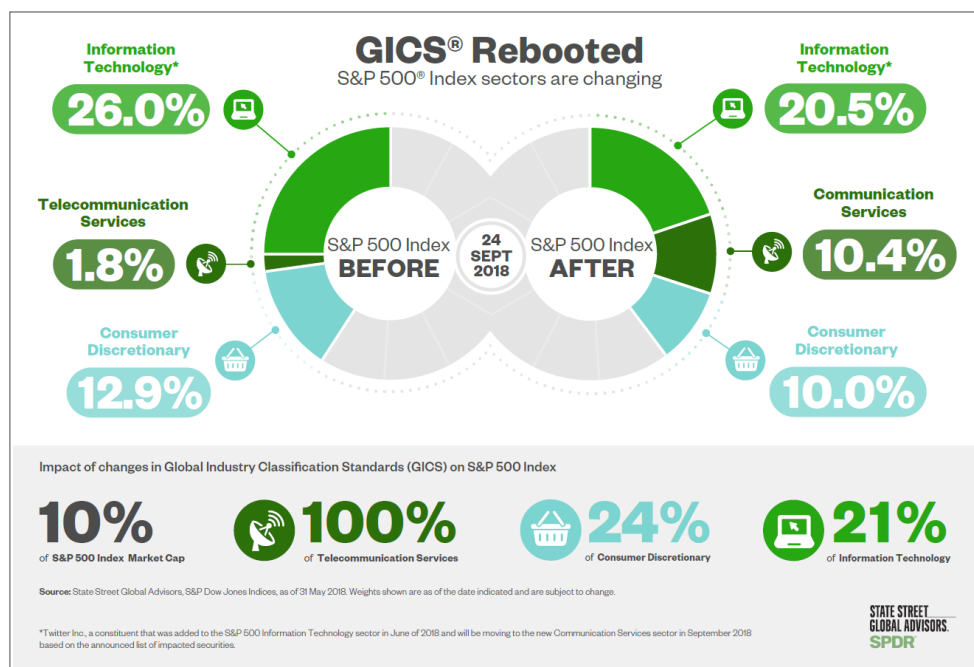 GICS® Rebooted
S&P 500® Index sectors are changing
Information
Technology*
26.0%
Telecommunication
Services
1.8%
Consumer
Discretionary
12.9%
S&P 500 Index
BEFORE
24
SEPT
2018
S&P 500 Index
AFTER
Information
Technology*
20.5%
Communication
Services
10.4%
Consumer
Discretionary
10.0%
Impact of changes in Global Industry Classification Standards (GICS) on S&P 500 Index
10%
of S&P 500 Index Market Cap
100%
of Telecommunication Services
24%
of Consumer Discretionary
21%
of Information Technology
Source: State Street Global Advisors, S&P Dow Jones Indices, as of 31 May 2018. Weights shown are as of the date indicated and are subject to change.
*Twitter Inc., a constituent that was added to the S&P 500 Information Technology sector in June of 2018 and will be moving to the new Communication Services sector in September 2018
based on the announced list of impacted securities.
STATE STREET
GLOBAL ADVISORS.
SPDR®